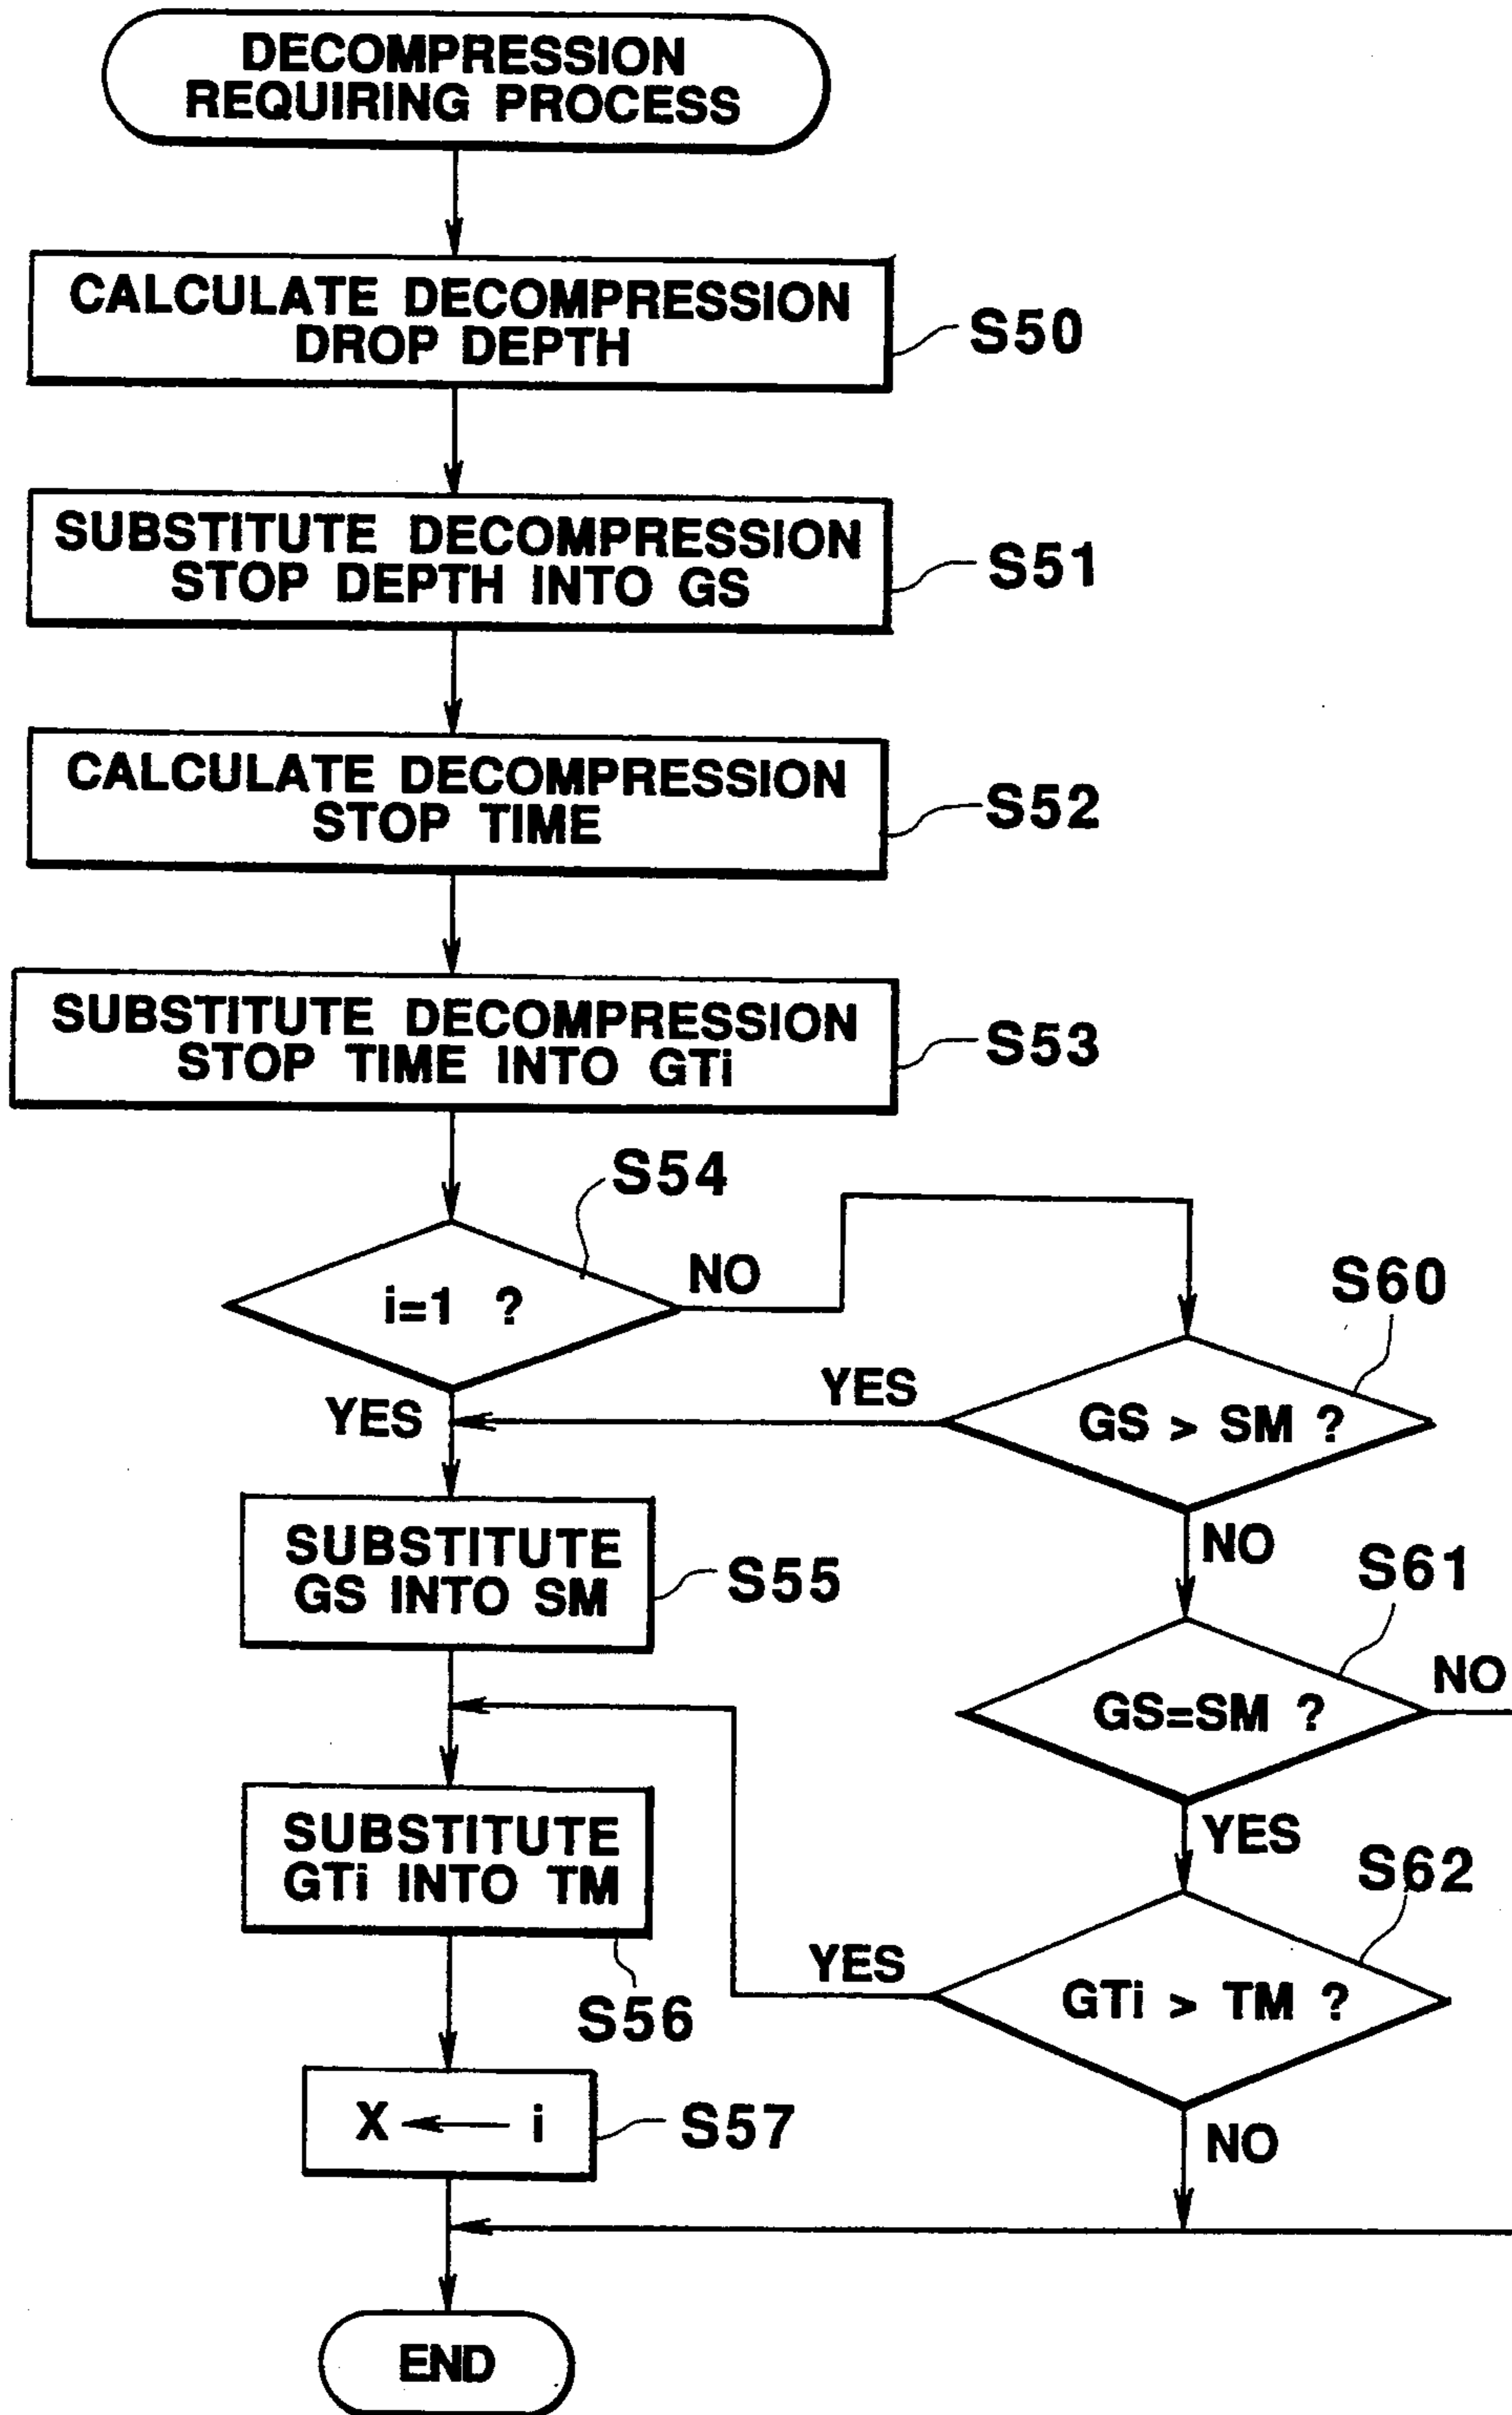 DECOMPRESSION
REQUIRING PROCESS
CALCULATE DECOMPRESSION
DROP DEPTH
S50
SUBSTITUTE DECOMPRESSION
STOP DEPTH INTO GS
S51
CALCULATE DECOMPRESSION
STOP TIME
S52
SUBSTITUTE DECOMPRESSION
STOP TIME INTO GTi
S53
S54
i=1 ?
NO
YES
S60
GS > SM ?
YES
NO
SUBSTITUTE
GS INTO SM
S55
S61
GS=SM ?
NO
YES
SUBSTITUTE
GTi INTO TM
S56
S62
GTi > TM ?
YES
NO
X ← i
S57
END